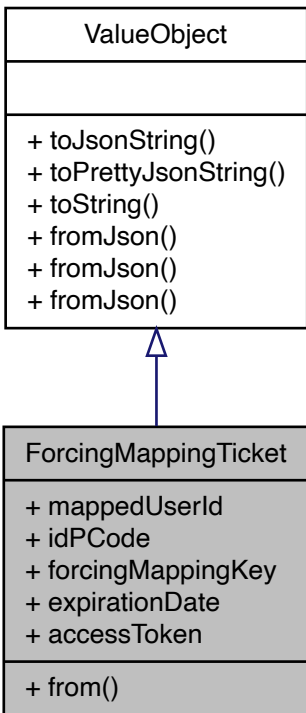 ValueObject
+ toJsonString()
+ toPrettyJsonString()
+ toString()
+ fromJson()
+ fromJson()
+ fromJson()
ForcingMappingTicket
+ mappedUserId
+ idPCode
+ forcingMappingKey
+ expirationDate
+ accessToken
+ from()